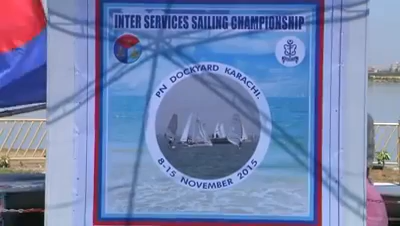 INTER SERVICES SAILING CHAMPIONSHIP
PN DOCKYARD KARACHI.
8-15 NOVEMBER 2015